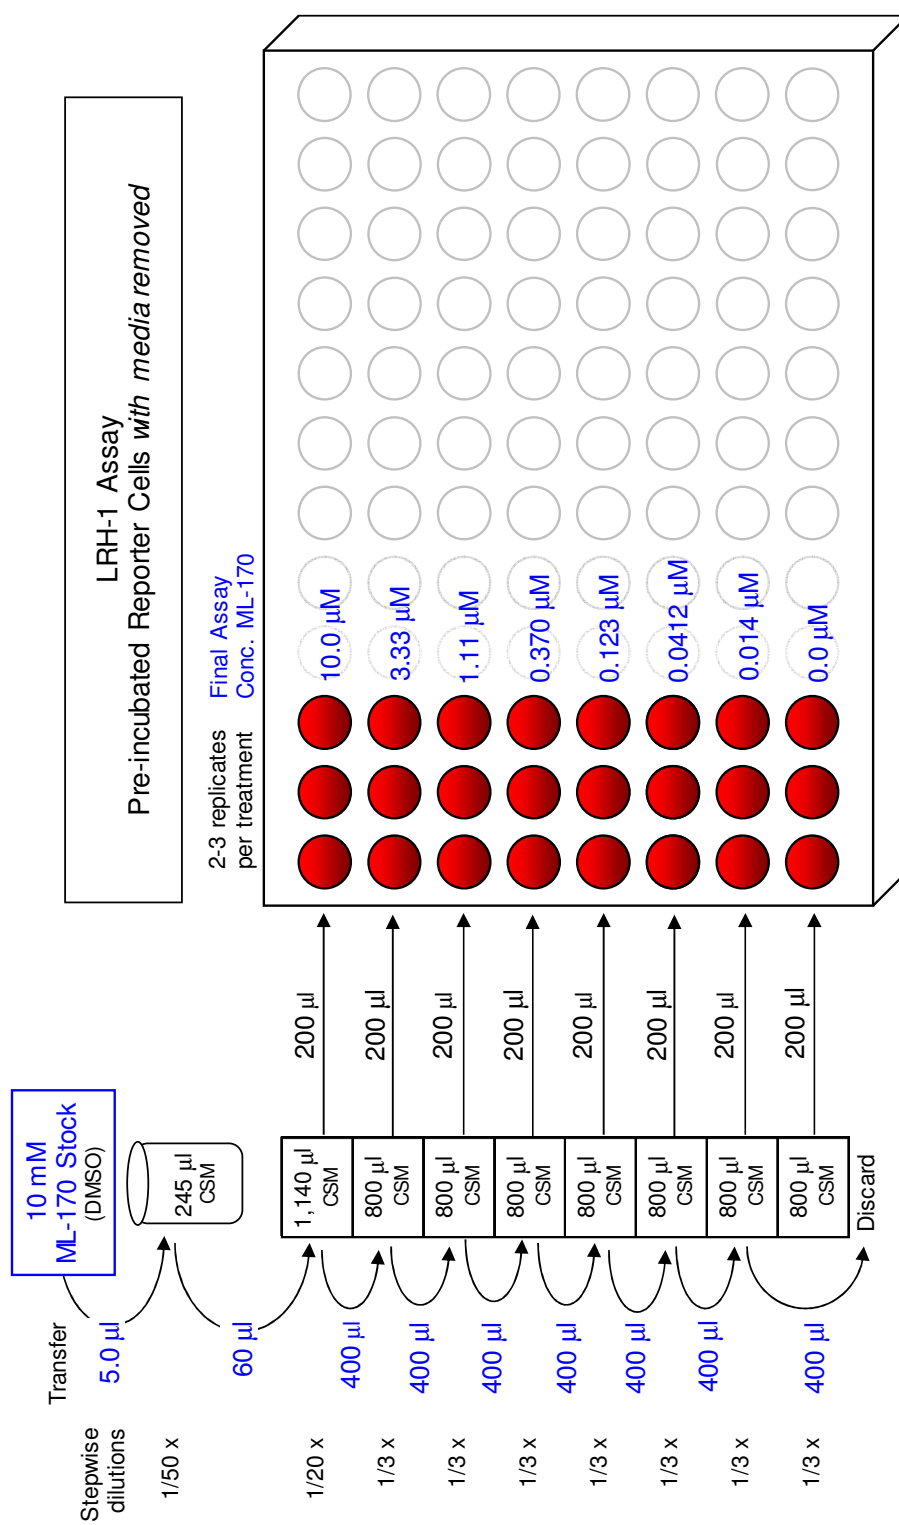 LRH-1 Assay
Pre-incubated Reporter Cells with media removed
Stepwise
dilutions
Transfer
10 mM
ML-170 Stock
(DMSO)
1/50 x
5.0 µl
245 µl
CSM
60 µl
2-3 replicates
per treatment
Final Assay
Conc. ML-170
1/20 x
1,140 µl
CSM
200 µl
10.0 µM
1/3 x
400 µl
800 µl
CSM
200 µl
3.33 µM
1/3 x
400 µl
800 µl
CSM
200 µl
1.11 µM
1/3 x
400 µl
800 µl
CSM
200 µl
0.370 µM
1/3 x
400 µl
800 µl
CSM
200 µl
0.123 µM
1/3 x
400 µl
800 µl
CSM
200 µl
0.0412 µM
1/3 x
400 µl
800 µl
CSM
200 µl
0.014 µM
1/3 x
400 µl
800 µl
CSM
200 µl
0.0 µM
Discard